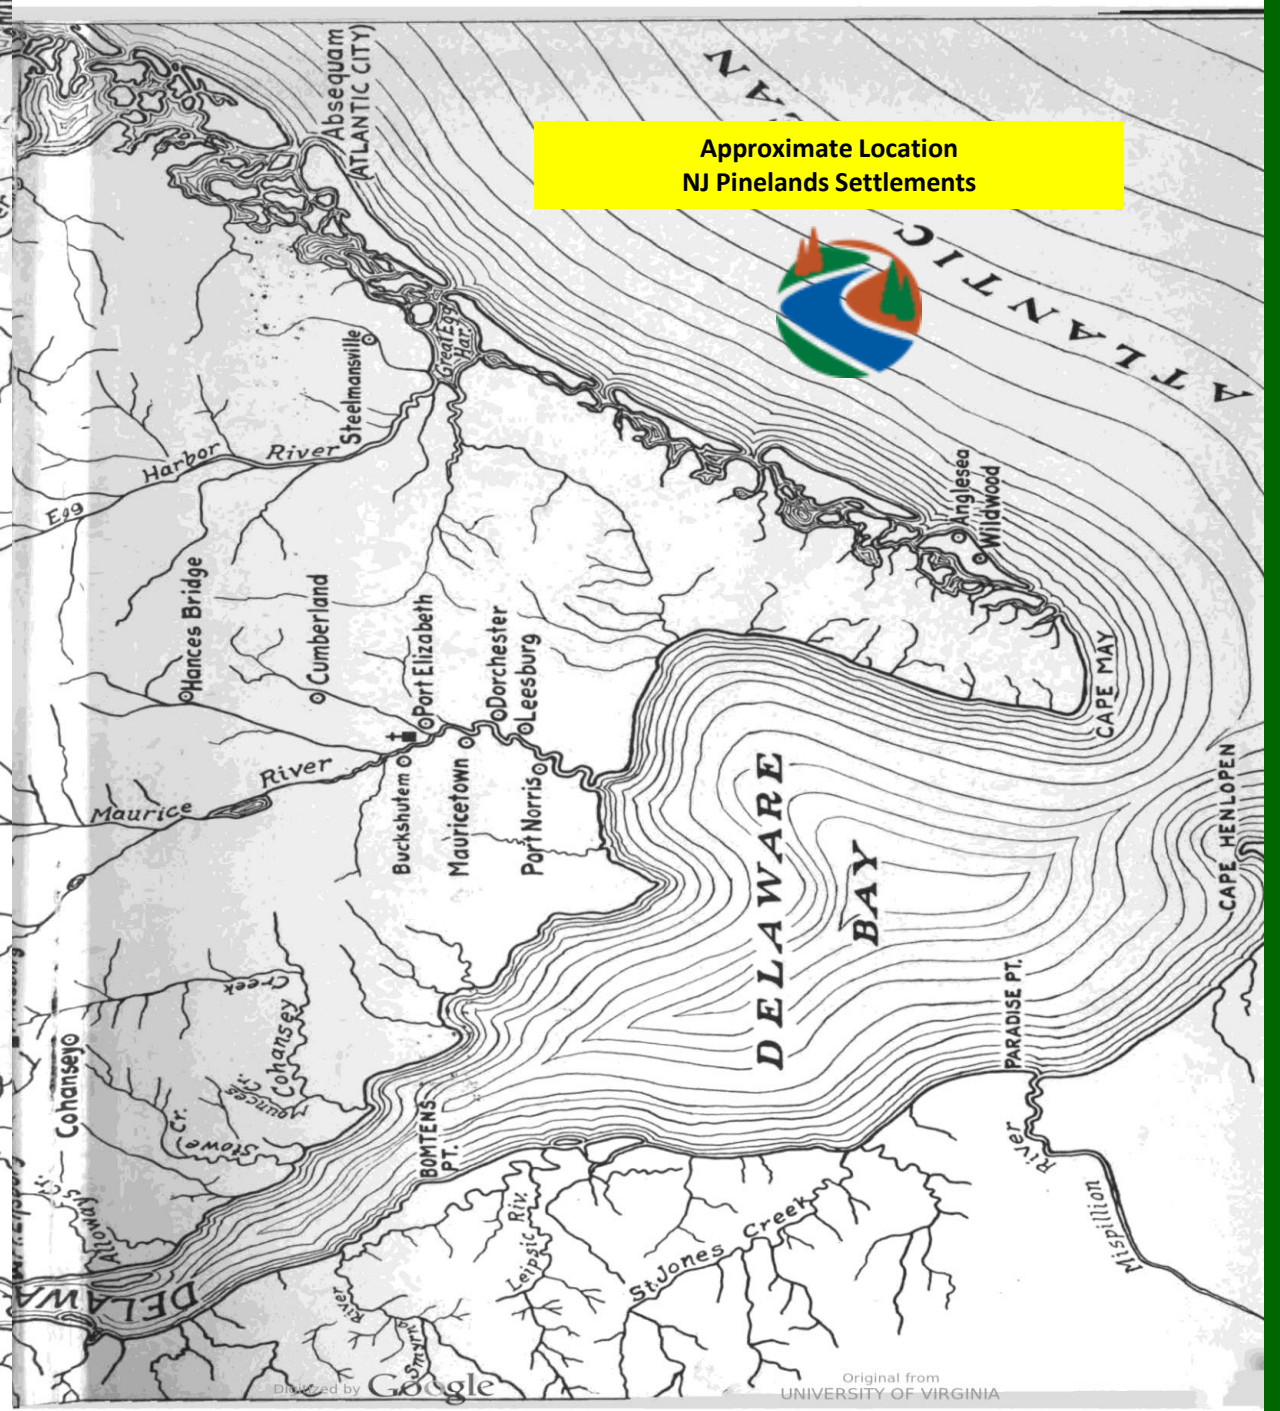 Absequam
ATLANTIC CITY)
Approximate Location
NJ Pinelands Settlements
ATLANTIC
Great Egg
Har.
Steelmansville
Egg
Harbor
River
Anglesea
Wildwood
Hances Bridge
Cumberland
Port Elizabeth
Dorchester
Leesburg
CAPE MAY
Maurice
River
Buckshutem
Mauricetown
Port Norris
DELAWARE
BAY
CAPE HENLOPEN
PARADISE PT.
Cohansey
Creek
Cohansey
Maunces
Cr.
Stowe
Cr.
Alloways
Cr.
BOMTENS
PT.
DELAWA
River
Smyrna
Leipsic Riv.
St. Jones Creek
River
Mispillion
Digitized by Google
Original from
UNIVERSITY OF VIRGINIA